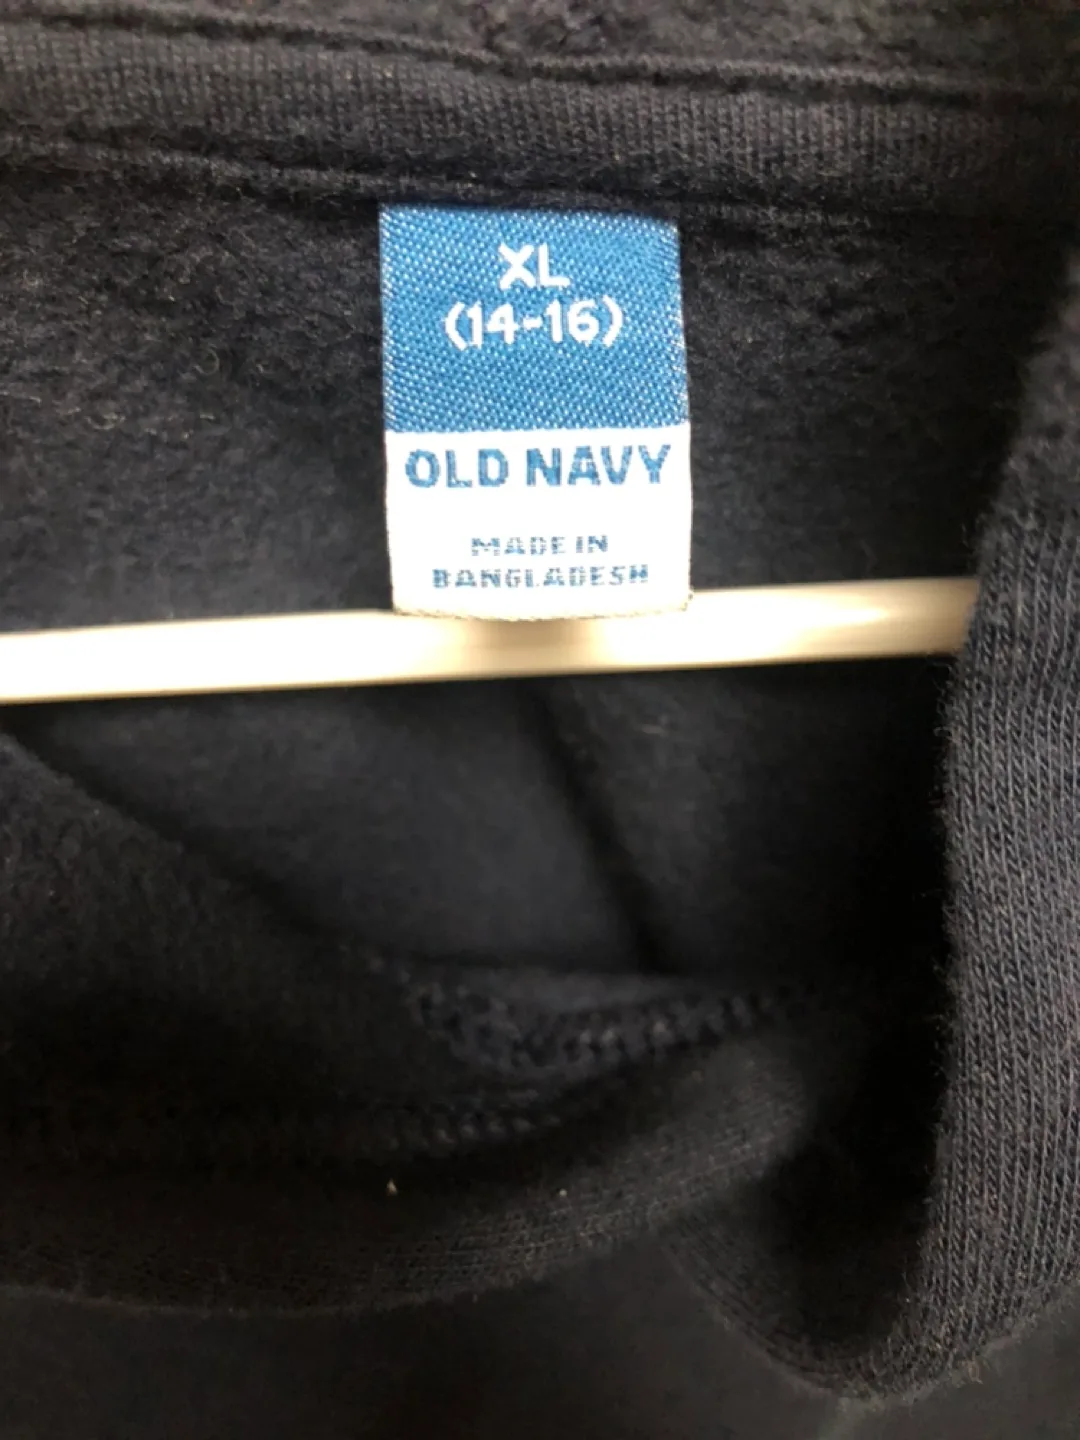 XL
(14-16)
OLD NAVY
MADE IN
BANGLADESH